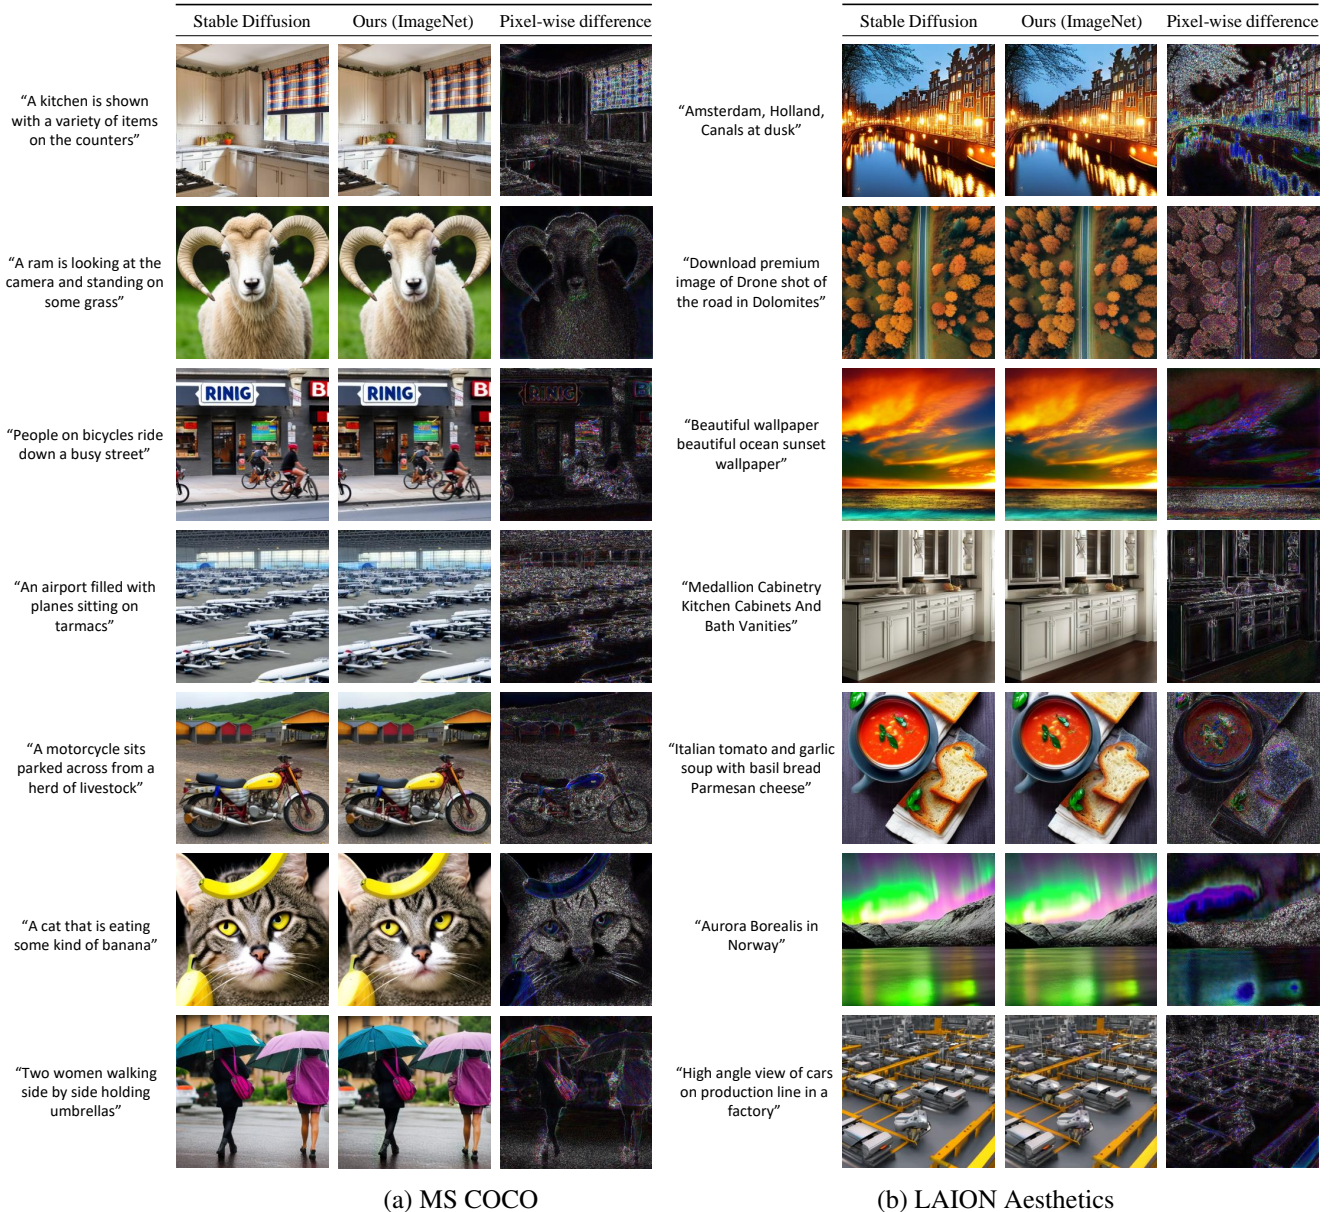 Stable Diffusion
Ours (ImageNet)
Pixel-wise difference
“A kitchen is shown
with a variety of items
on the counters”
“A ram is looking at the
camera and standing on
some grass”
RINIG
B
RINIG
B
RINIG
“People on bicycles ride
down a busy street”
“An airport filled with
planes sitting on
tarmacs”
“A motorcycle sits
parked across from a
herd of livestock”
“A cat that is eating
some kind of banana”
“Two women walking
side by side holding
umbrellas”
(a) MS COCO
Stable Diffusion
Ours (ImageNet)
Pixel-wise difference
“Amsterdam, Holland,
Canals at dusk”
“Download premium
image of Drone shot of
the road in Dolomites”
“Beautiful wallpaper
beautiful ocean sunset
wallpaper”
“Medallion Cabinetry
Kitchen Cabinets And
Bath Vanities”
“Italian tomato and garlic
soup with basil bread
Parmesan cheese”
“Aurora Borealis in
Norway”
“High angle view of cars
on production line in a
factory”
(b) LAION Aesthetics